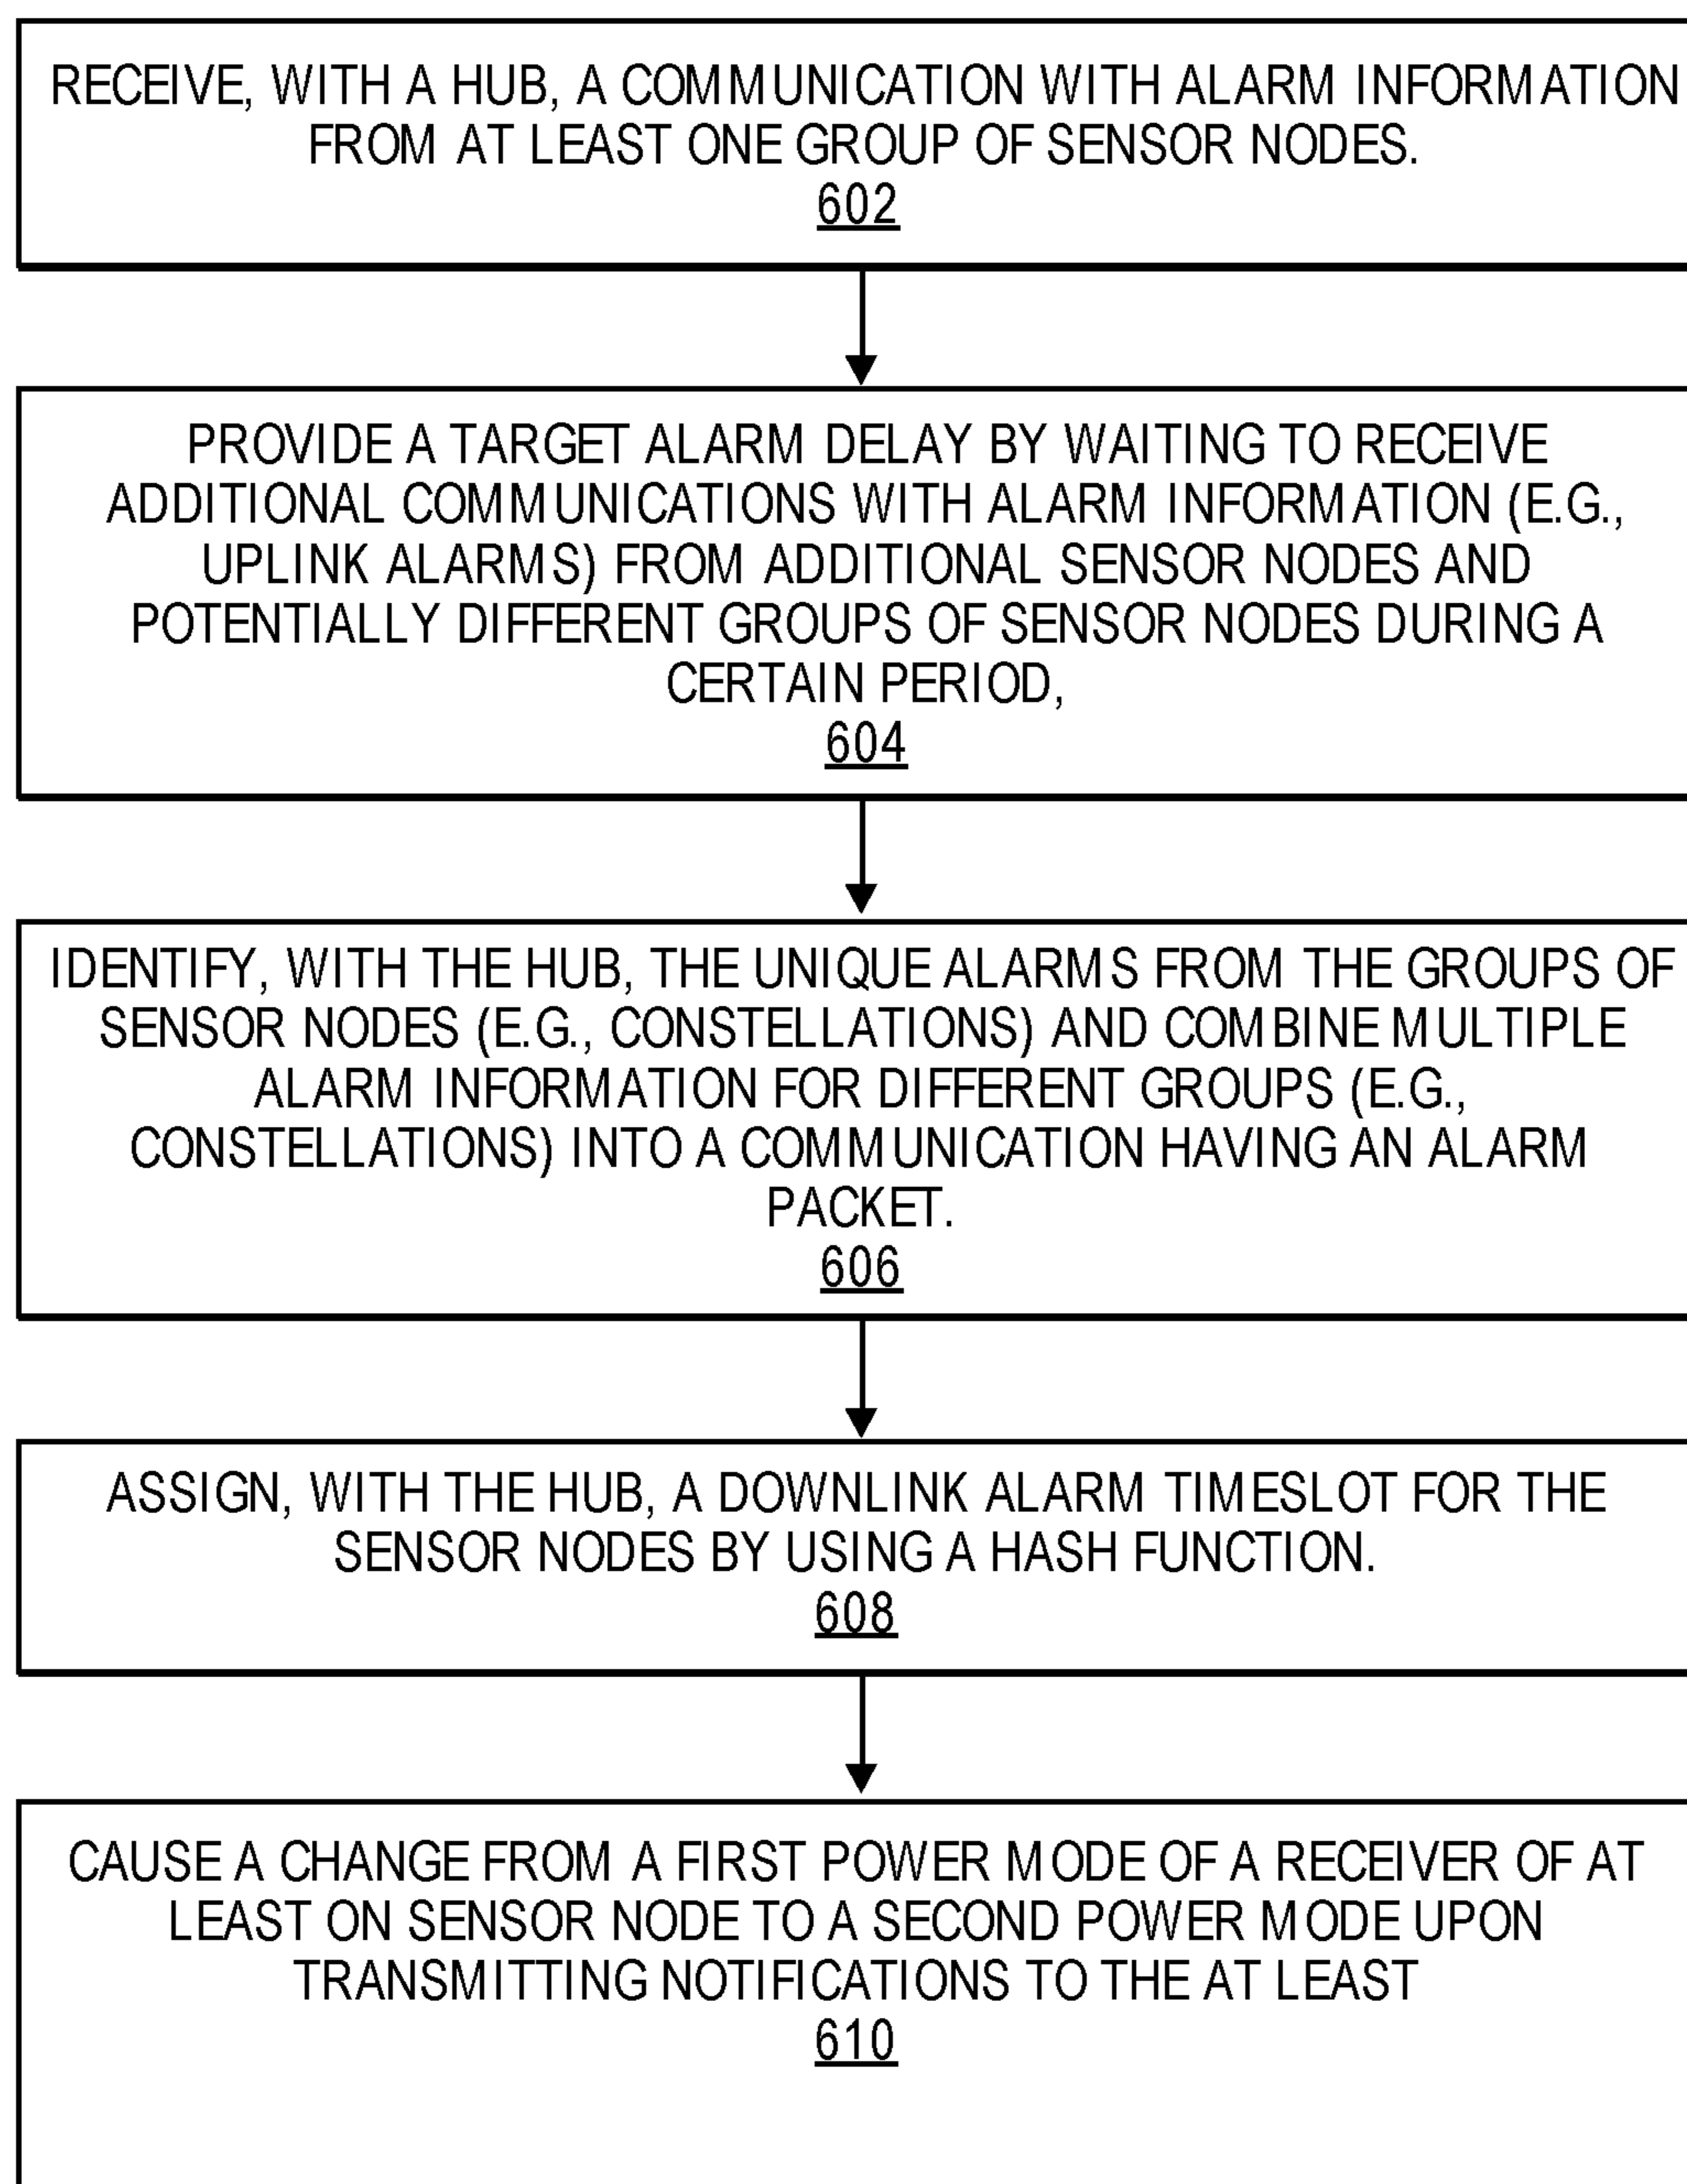 RECEIVE, WITH A HUB, A COMMUNICATION WITH ALARM INFORMATION
FROM AT LEAST ONE GROUP OF SENSOR NODES.
602
PROVIDE A TARGET ALARM DELAY BY WAITING TO RECEIVE
ADDITIONAL COMMUNICATIONS WITH ALARM INFORMATION (E.G.,
UPLINK ALARMS) FROM ADDITIONAL SENSOR NODES AND
POTENTIALLY DIFFERENT GROUPS OF SENSOR NODES DURING A
CERTAIN PERIOD,
604
IDENTIFY, WITH THE HUB, THE UNIQUE ALARMS FROM THE GROUPS OF
SENSOR NODES (E.G., CONSTELLATIONS) AND COMBINE MULTIPLE
ALARM INFORMATION FOR DIFFERENT GROUPS (E.G.,
CONSTELLATIONS) INTO A COMMUNICATION HAVING AN ALARM
PACKET.
606
ASSIGN, WITH THE HUB, A DOWNLINK ALARM TIMESLOT FOR THE
SENSOR NODES BY USING A HASH FUNCTION.
608
CAUSE A CHANGE FROM A FIRST POWER MODE OF A RECEIVER OF AT
LEAST ON SENSOR NODE TO A SECOND POWER MODE UPON
TRANSMITTING NOTIFICATIONS TO THE AT LEAST
610